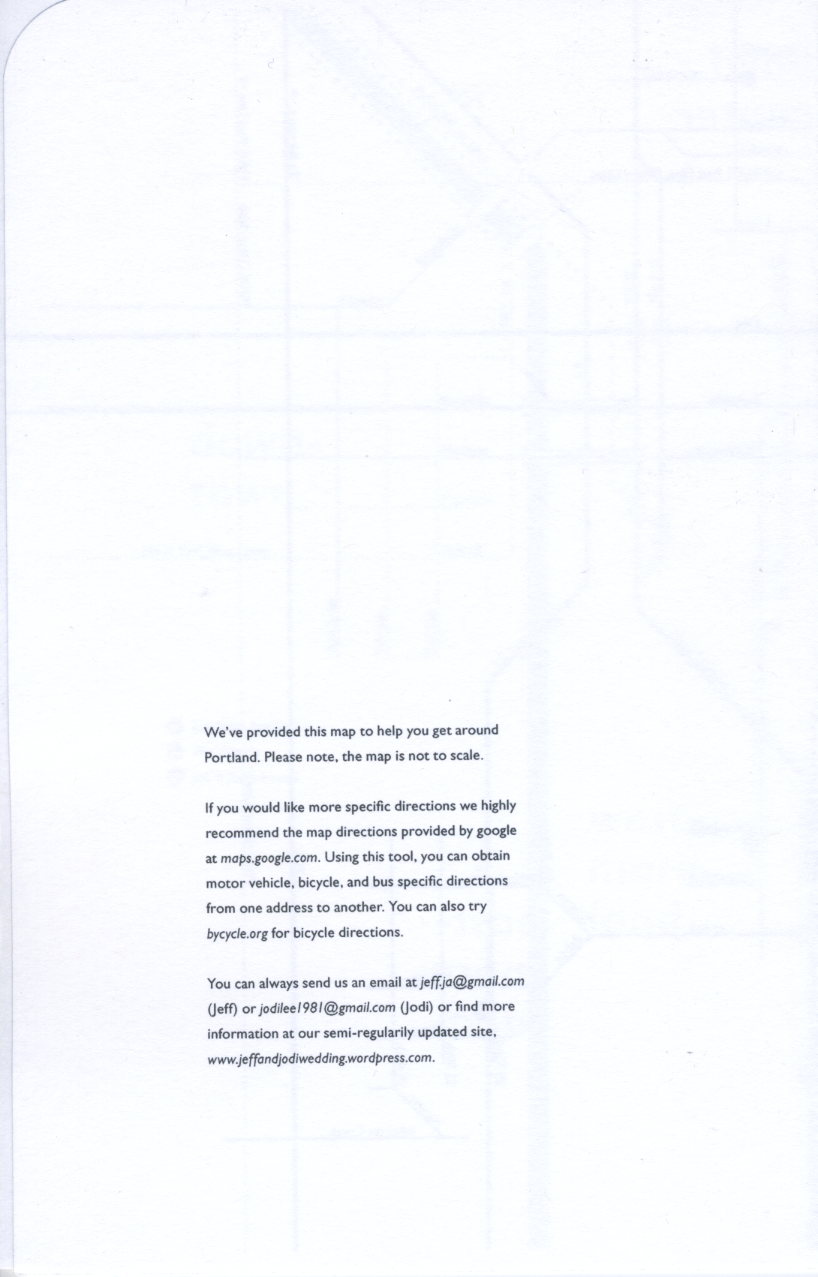 We've provided this map to help you get around
Portland. Please note, the map is not to scale.
If you would like more specific directions we highly
recommend the map directions provided by google
at maps.google.com. Using this tool, you can obtain
motor vehicle, bicycle, and bus specific directions
from one address to another. You can also try
bycycle.org for bicycle directions.
You can always send us an email at jeff.ja@gmail.com
(Jeff) or jodilee1981@gmail.com (Jodi) or find more
information at our semi-regularily updated site,
www.jeffandjodiwedding.wordpress.com.